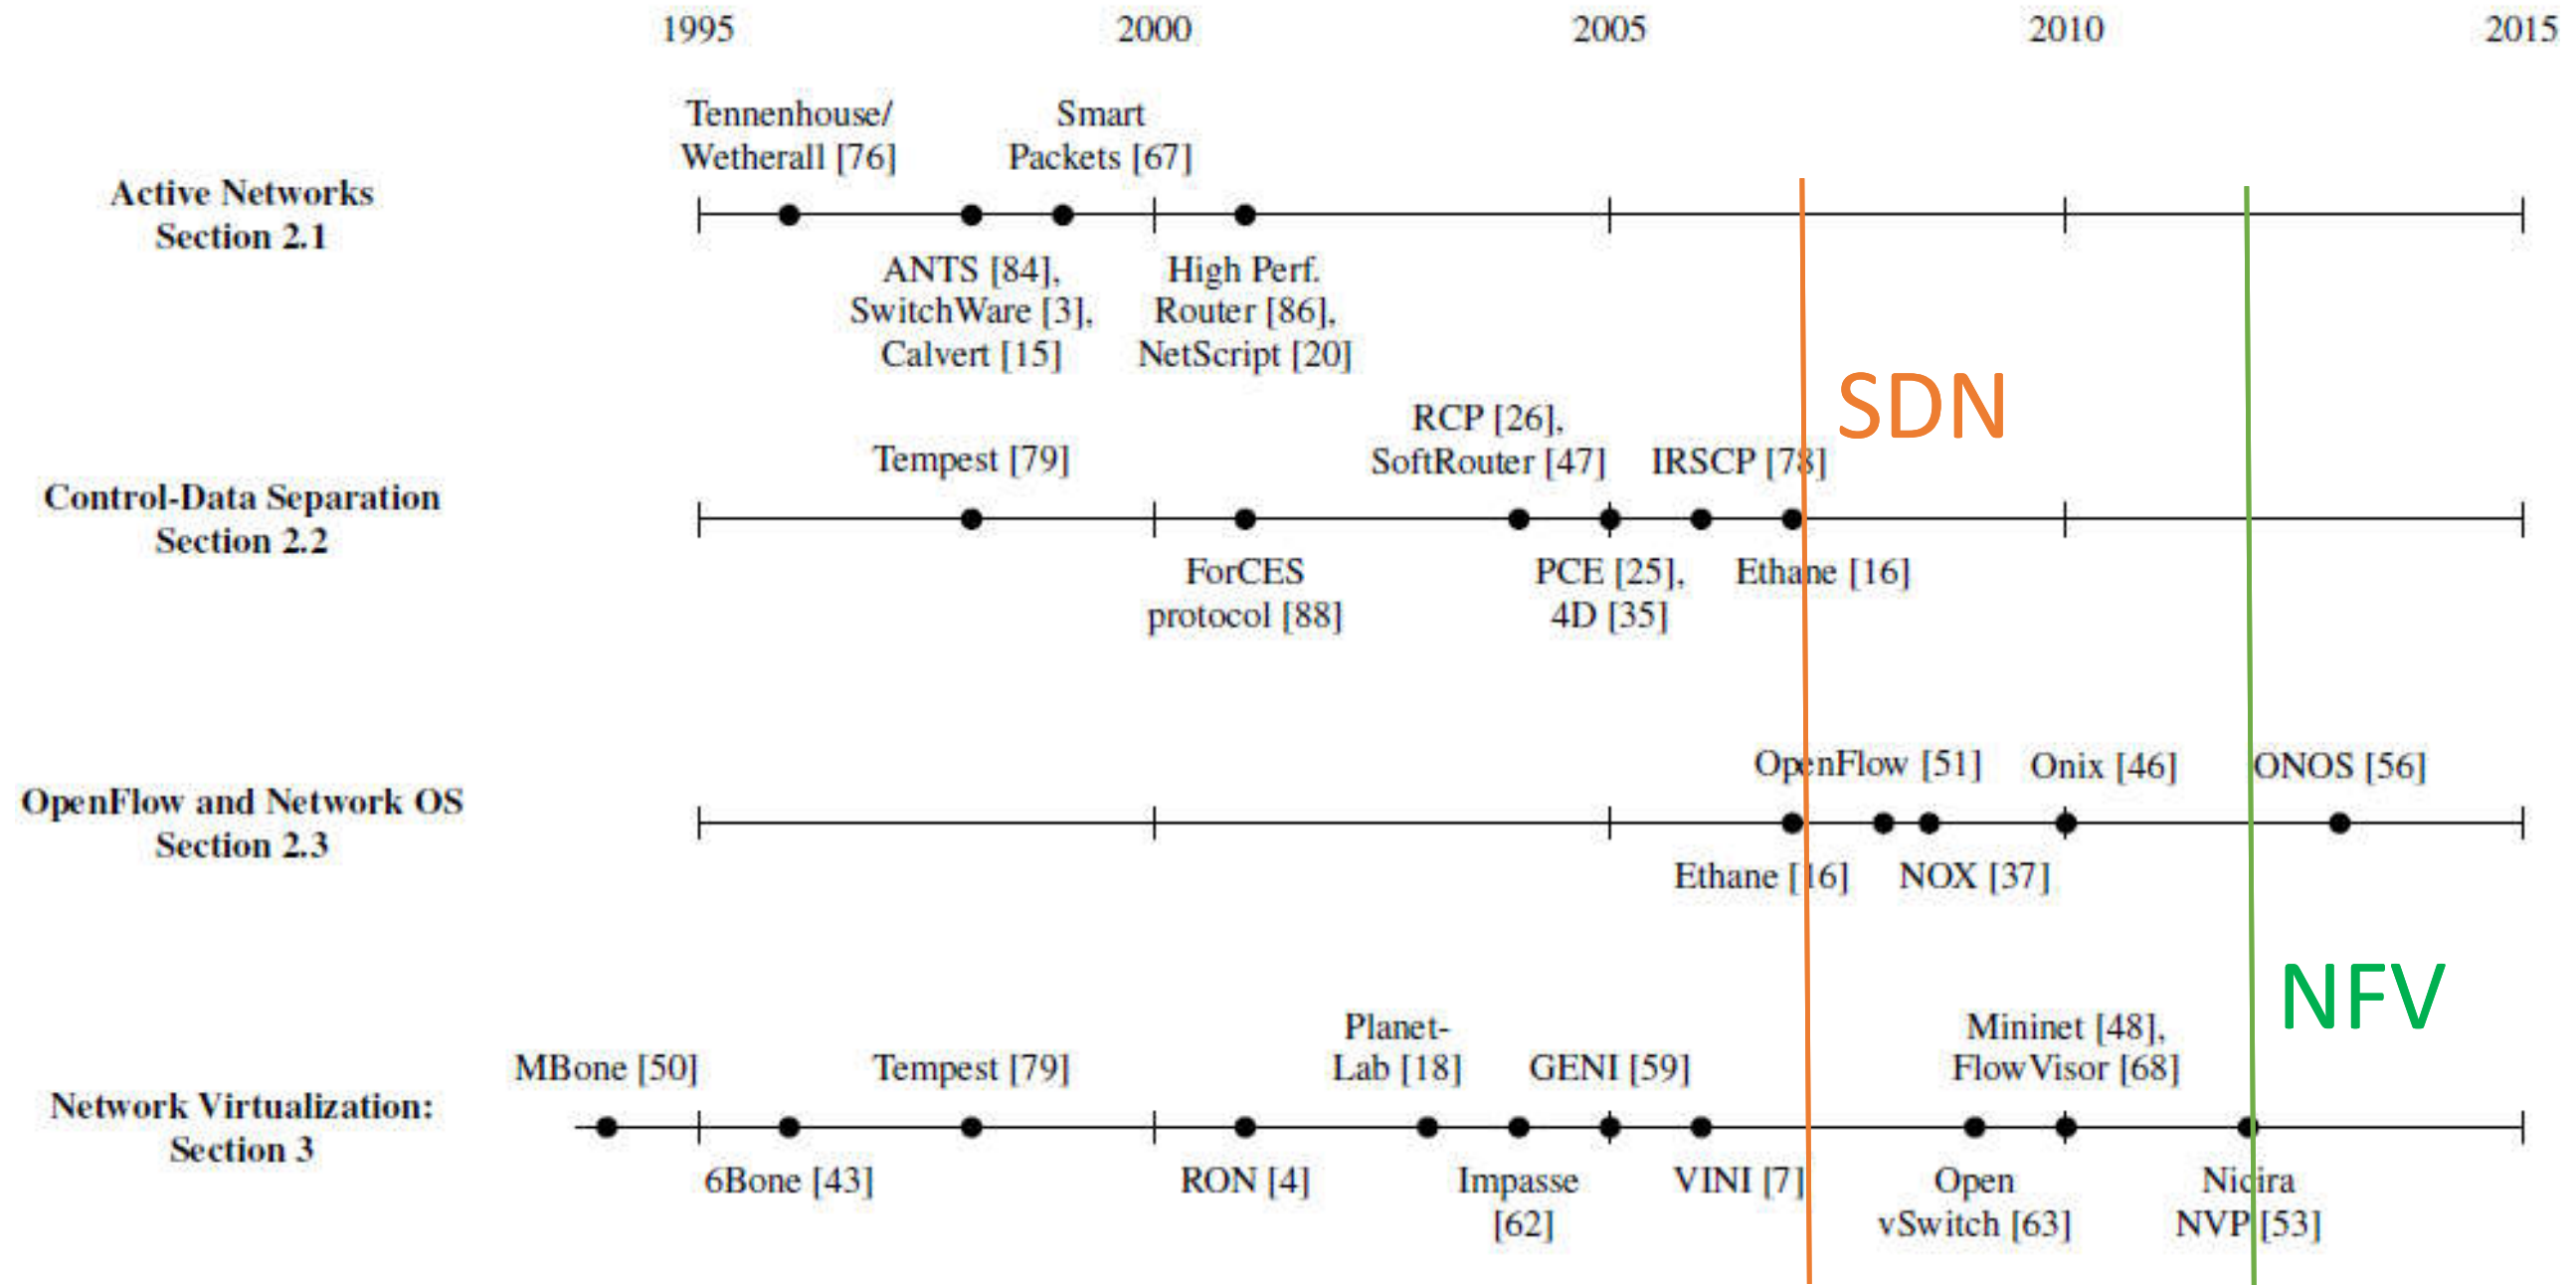 1995 2000 2005 2010 2015
Tennenhouse/
Wetherall [76]
Smart
Packets [67]
Active Networks
Section 2.1
ANTS [84],
SwitchWare [3],
Calvert [15]
High Perf.
Router [86],
NetScript [20]
SDN
Tempest [79]
RCP [26],
SoftRouter [47]
IRSCP [78]
Control-Data Separation
Section 2.2
ForCES
protocol [88]
PCE [25],
4D [35]
Ethane [16]
OpenFlow [51]
Onix [46]
ONOS [56]
OpenFlow and Network OS
Section 2.3
Ethane [16]
NOX [37]
NFV
MBone [50]
Tempest [79]
Planet-
Lab [18]
GENI [59]
Mininet [48],
FlowVisor [68]
Network Virtualization:
Section 3
6Bone [43]
RON [4]
Impasse
[62]
VINI [7]
Open
vSwitch [63]
Nicira
NVP [53]